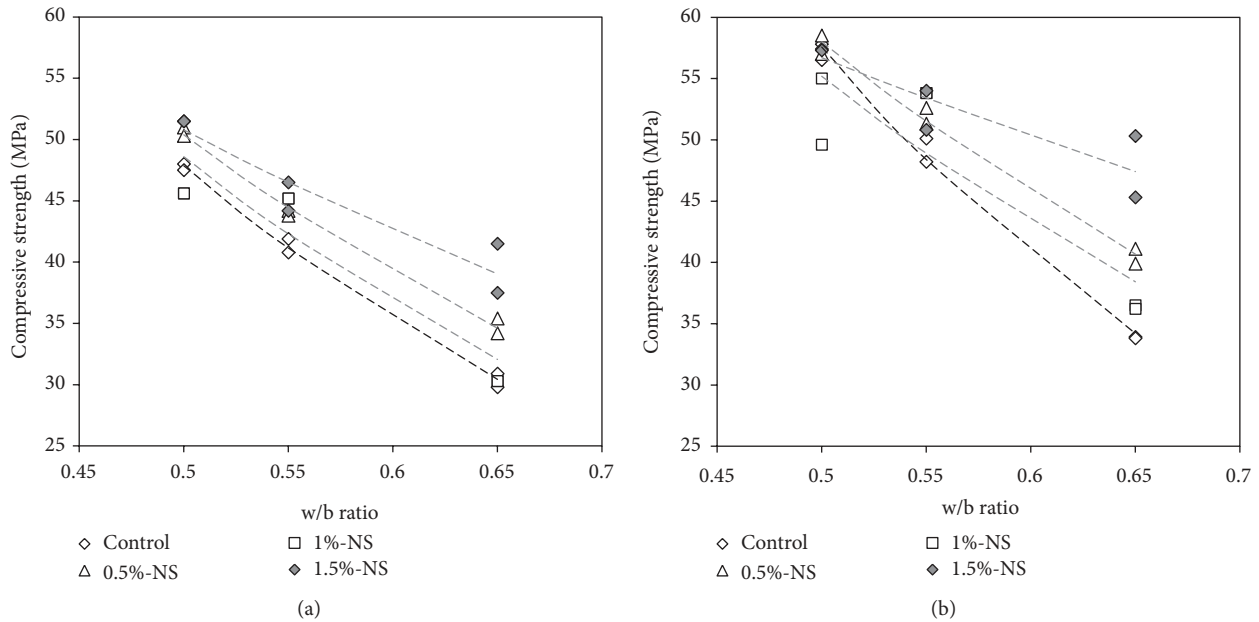 Compressive strength (MPa)
60
55
50
45
40
35
30
25
0.45 0.5 0.55 0.6 0.65 0.7
w/b ratio
Control 1%-NS
0.5%-NS 1.5%-NS
(a)
Compressive strength (MPa)
60
55
50
45
40
35
30
25
0.45 0.5 0.55 0.6 0.65 0.7
w/b ratio
Control 1%-NS
0.5%-NS 1.5%-NS
(b)